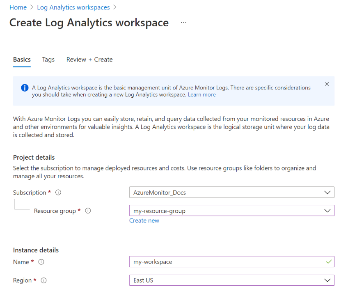 Home > Log Analytics workspaces >
Create Log Analytics workspace ...
Basics Tags Review + Create
A Log Analytics workspace is the basic management unit of Azure Monitor Logs. There are specific considerations
you should take when creating a new Log Analytics workspace. Learn more
With Azure Monitor Logs you can easily store, retain, and query data collected from your monitored resources in Azure
and other environments for valuable insights. A Log Analytics workspace is the logical storage unit where your log
data is collected and stored.
Project details
Select the subscription to manage deployed resources and costs. Use resource groups like folders to organize and
manage all your resources.
Subscription * AzureMonitor_Docs
Resource group * my-resource-group
Create new
Instance details
Name * my-workspace
Region * East US